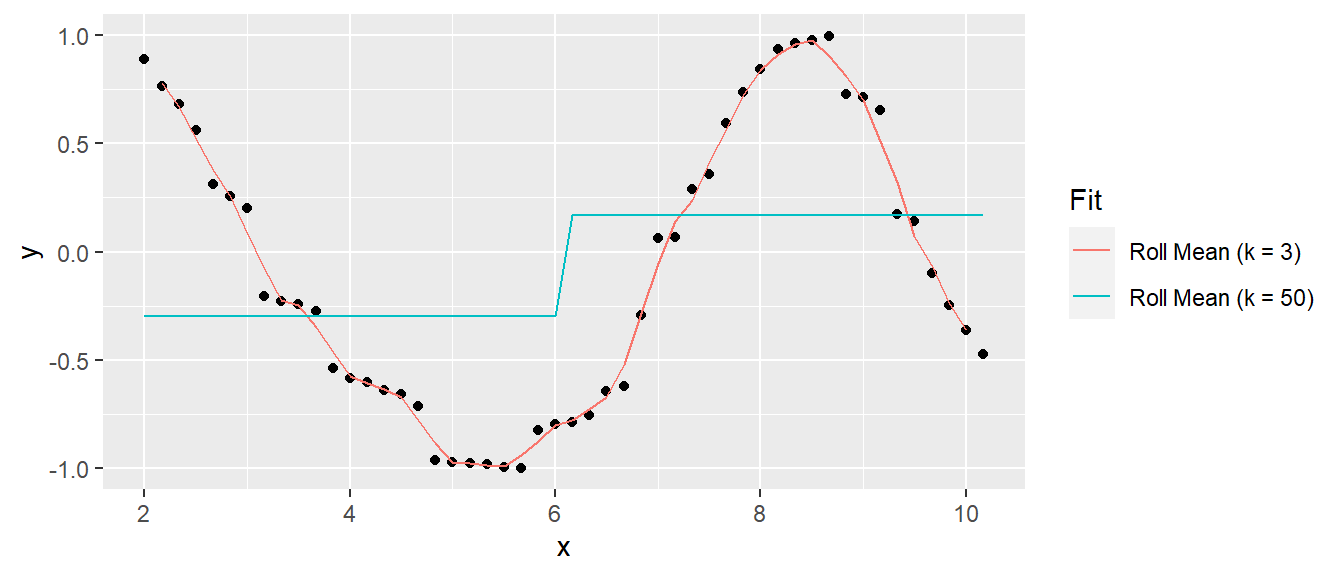 1.0
0.5
0.0
-0.5
-1.0
y
2 4 6 8 10
x
Fit
Roll Mean (k = 3)
Roll Mean (k = 50)